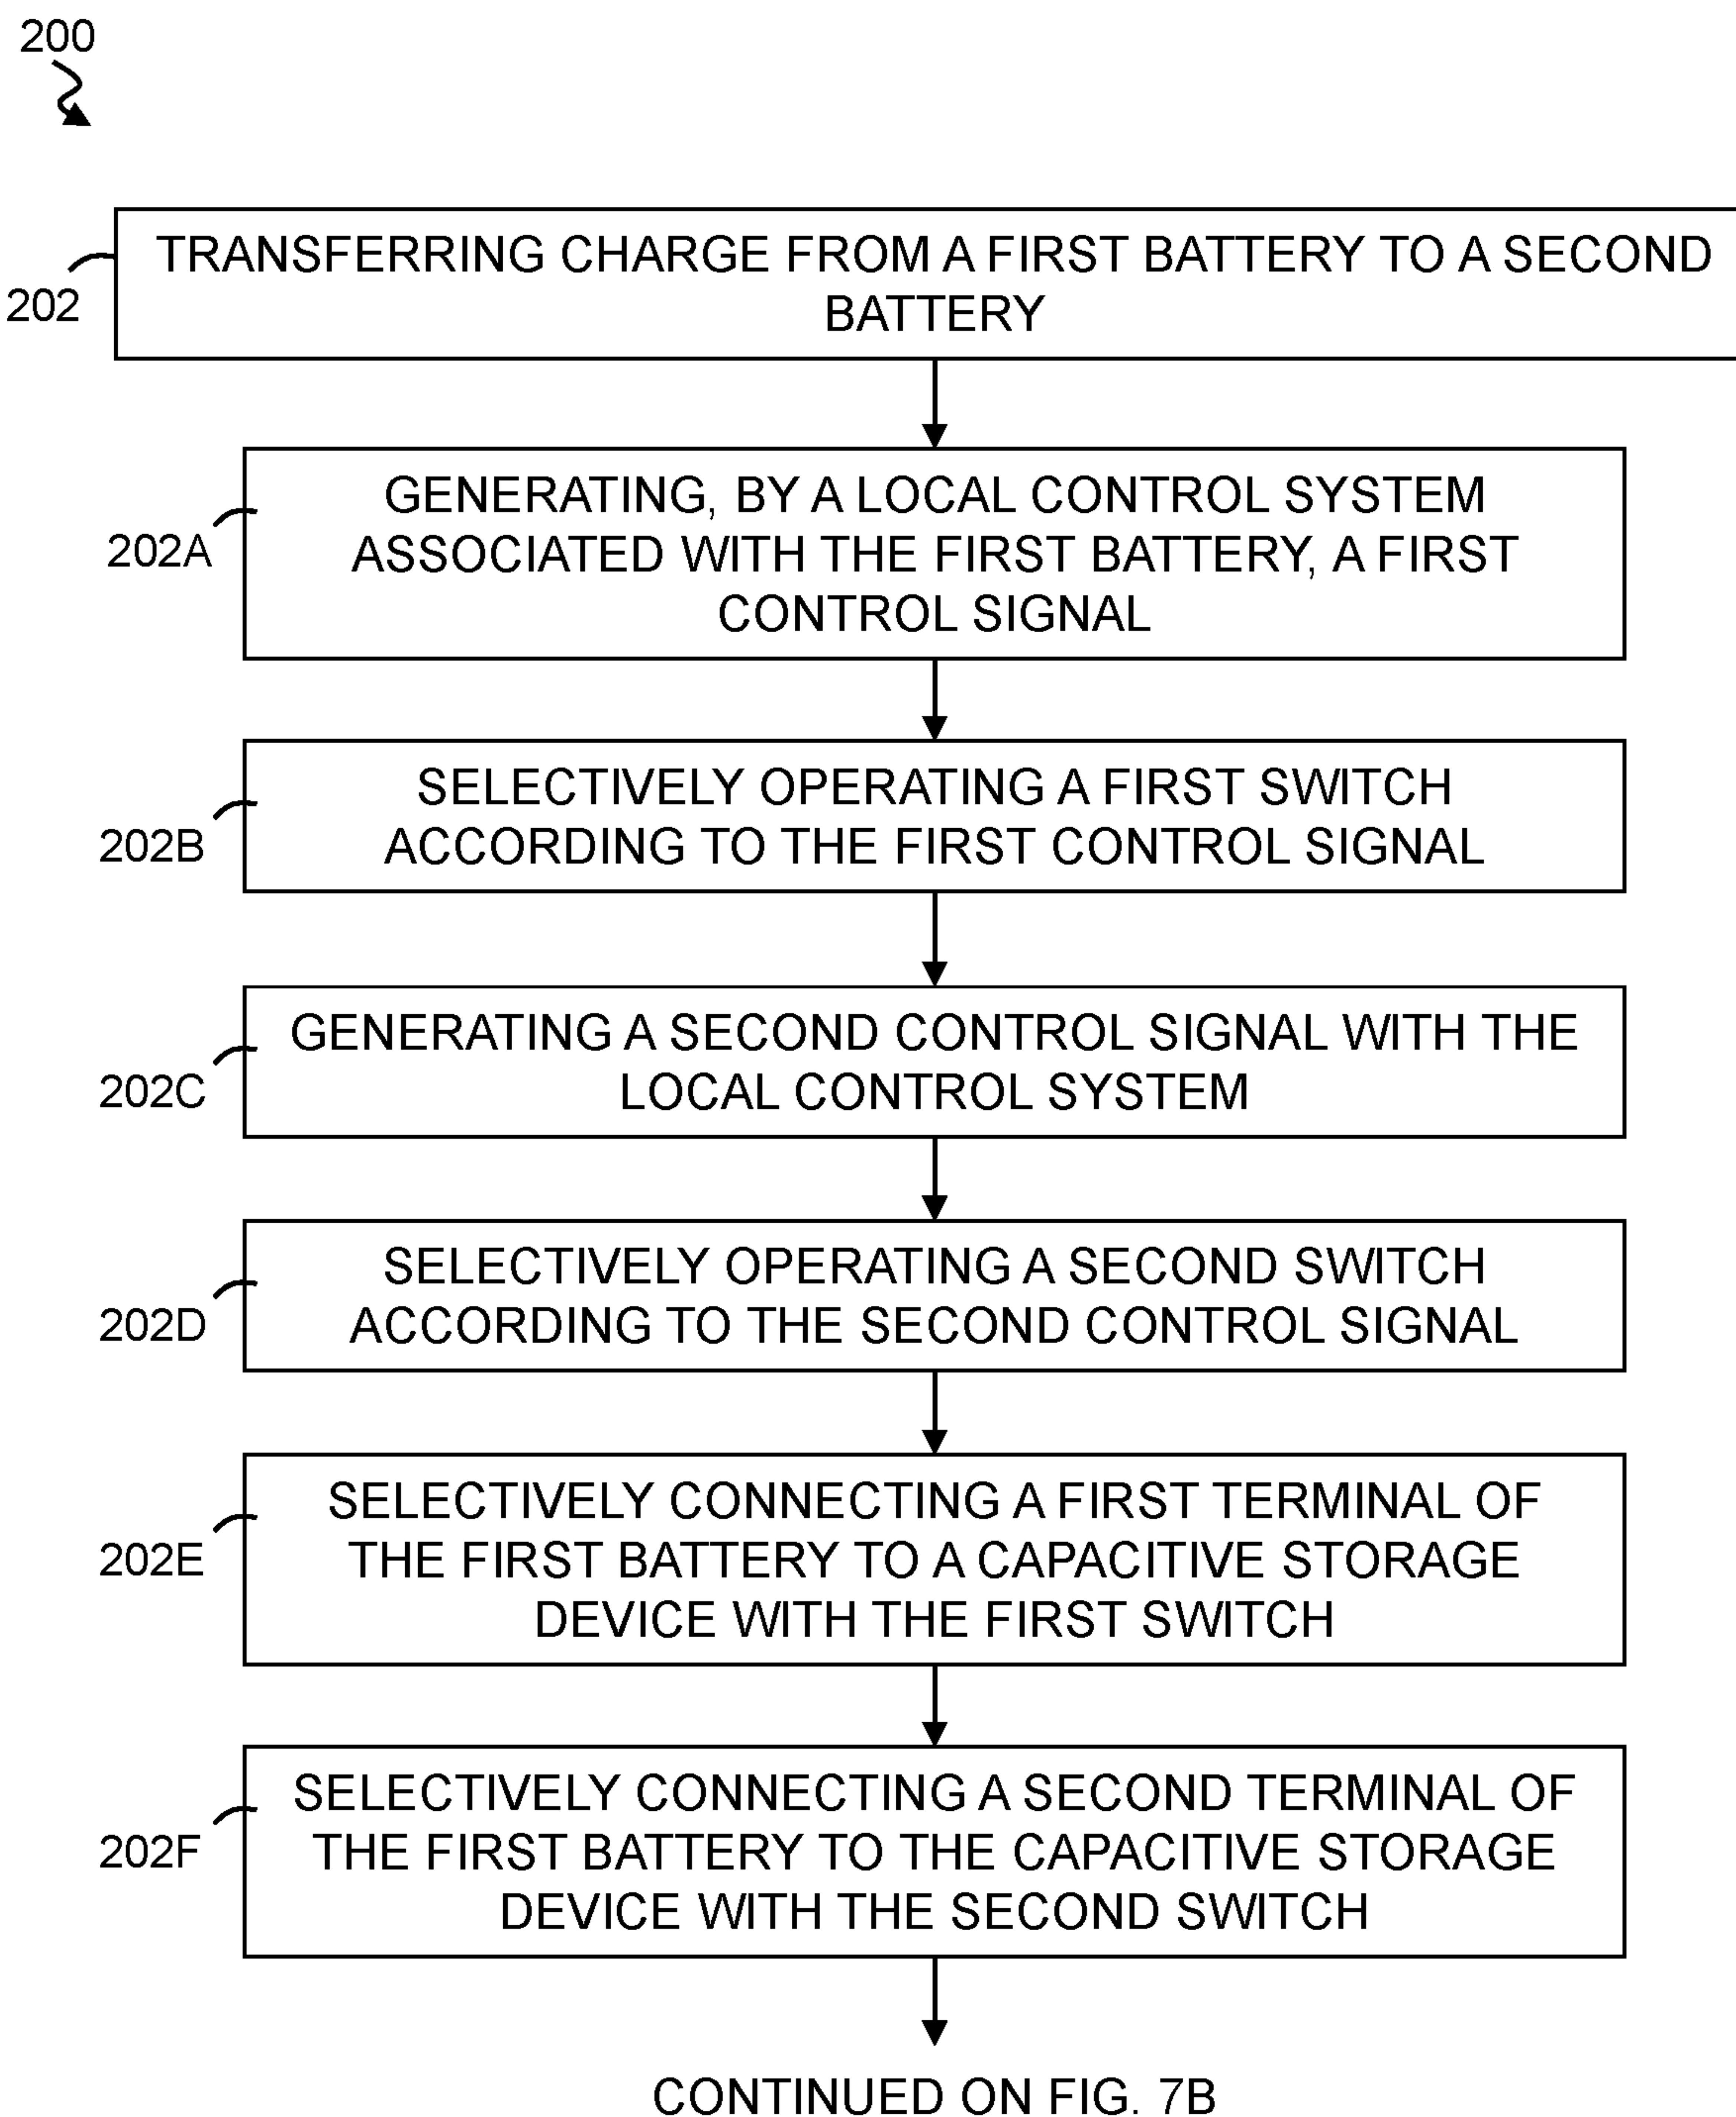 200
TRANSFERRING CHARGE FROM A FIRST BATTERY TO A SECOND
BATTERY
202
GENERATING, BY A LOCAL CONTROL SYSTEM
ASSOCIATED WITH THE FIRST BATTERY, A FIRST
CONTROL SIGNAL
202A
SELECTIVELY OPERATING A FIRST SWITCH
ACCORDING TO THE FIRST CONTROL SIGNAL
202B
GENERATING A SECOND CONTROL SIGNAL WITH THE
LOCAL CONTROL SYSTEM
202C
SELECTIVELY OPERATING A SECOND SWITCH
ACCORDING TO THE SECOND CONTROL SIGNAL
202D
SELECTIVELY CONNECTING A FIRST TERMINAL OF
THE FIRST BATTERY TO A CAPACITIVE STORAGE
DEVICE WITH THE FIRST SWITCH
202E
SELECTIVELY CONNECTING A SECOND TERMINAL OF
THE FIRST BATTERY TO THE CAPACITIVE STORAGE
DEVICE WITH THE SECOND SWITCH
202F
CONTINUED ON FIG. 7B